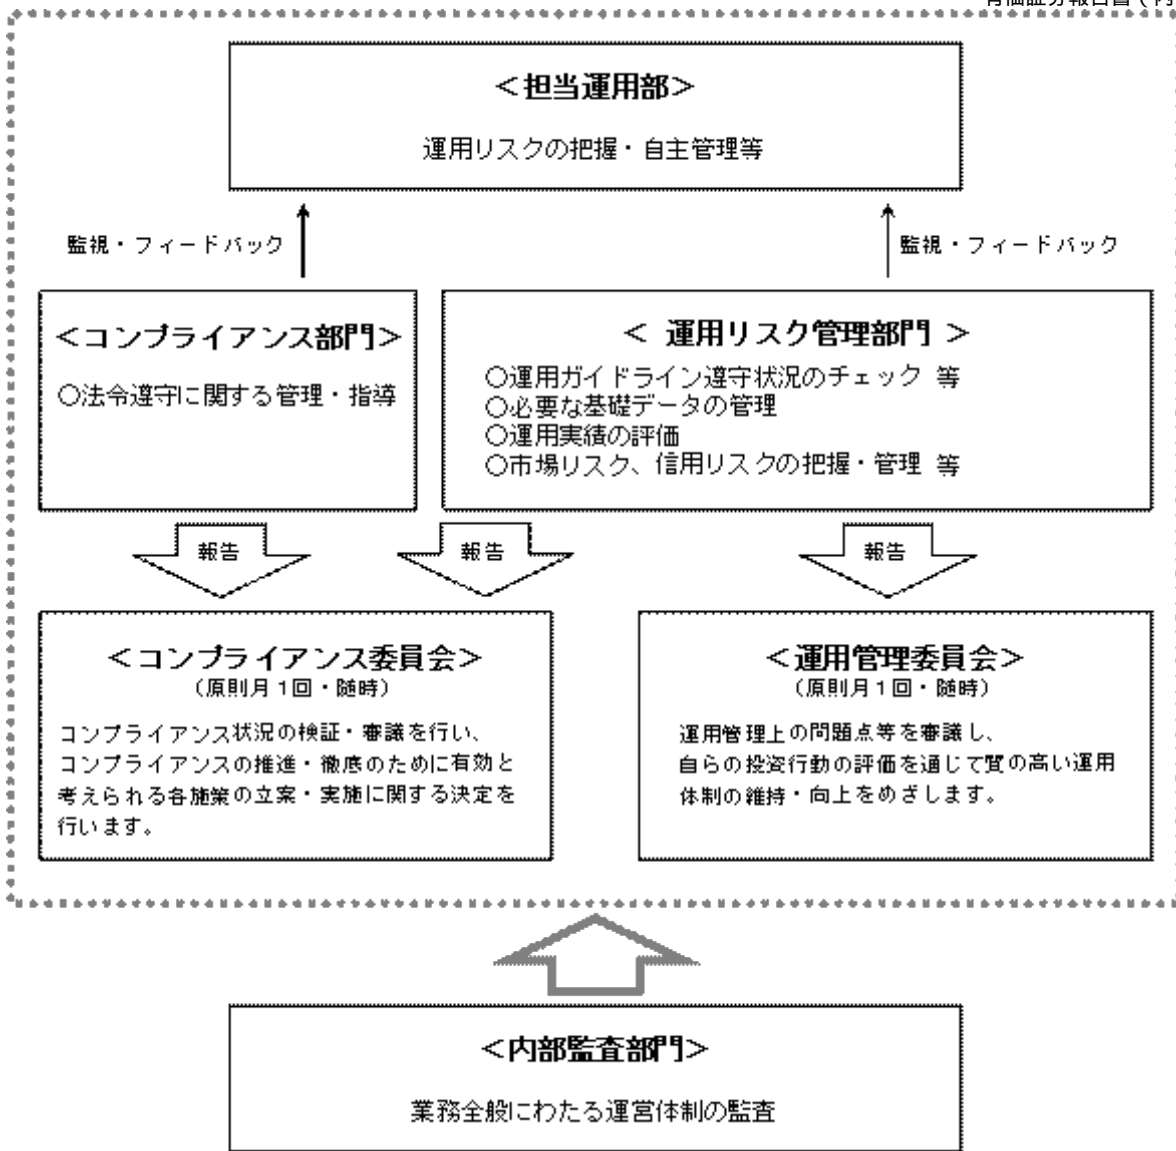 ＜担当運用部＞
運用リスクの把握・自主管理等
監視・フィードバック
監視・フィードバック
＜コンプライアンス部門＞
○法令遵守に関する管理・指導
＜ 運用リスク管理部門 ＞
○運用ガイドライン遵守状況のチェック 等
○必要な基礎データの管理
○運用実績の評価
○市場リスク、信用リスクの把握・管理 等
報告
報告
報告
＜コンプライアンス委員会＞
（原則月１回・随時）
コンプライアンス状況の検証・審議を行い、
コンプライアンスの推進・徹底のために有効と
考えられる各施策の立案・実施に関する決定を
行います。
＜運用管理委員会＞
（原則月１回・随時）
運用管理上の問題点等を審議し、
自らの投資行動の評価を通じて質の高い運用
体制の維持・向上をめざします。
＜内部監査部門＞
業務全般にわたる運営体制の監査